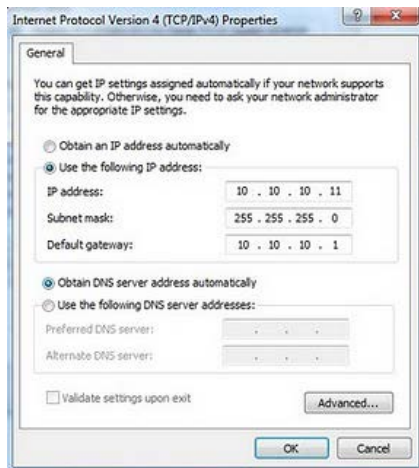 Internet Protocol Version 4 (TCP/IPv4) Properties
General
You can get IP settings assigned automatically if your network supports
this capability. Otherwise, you need to ask your network administrator
for the appropriate IP settings.
Obtain an IP address automatically
Use the following IP address:
IP address: 10 . 10 . 10 . 11
Subnet mask: 255 . 255 . 255 . 0
Default gateway: 10 . 10 . 10 . 1
Obtain DNS server address automatically
Use the following DNS server addresses:
Preferred DNS server: . . .
Alternate DNS server: . . .
Validate settings upon exit
Advanced...
OK Cancel